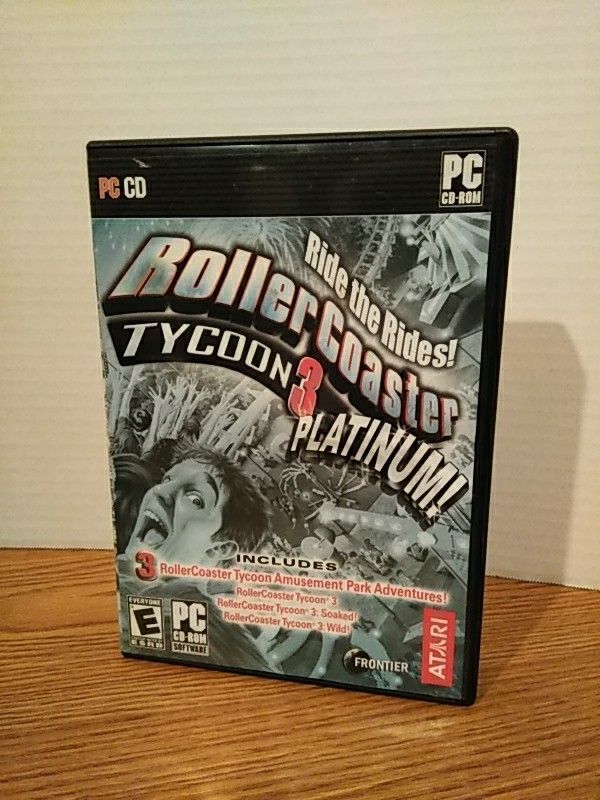 PC CD
PC
CD-ROM
Ride the Rides!
RollerCoaster
TYCOON 3
PLATINUM!
INCLUDES
3 RollerCoaster Tycoon Amusement Park Adventures!
RollerCoaster Tycoon® 3
RollerCoaster Tycoon® 3: Soaked!
RollerCoaster Tycoon® 3: Wild!
EVERYONE
E
ESRB
PC
CD-ROM
SOFTWARE
FRONTIER
ATARI